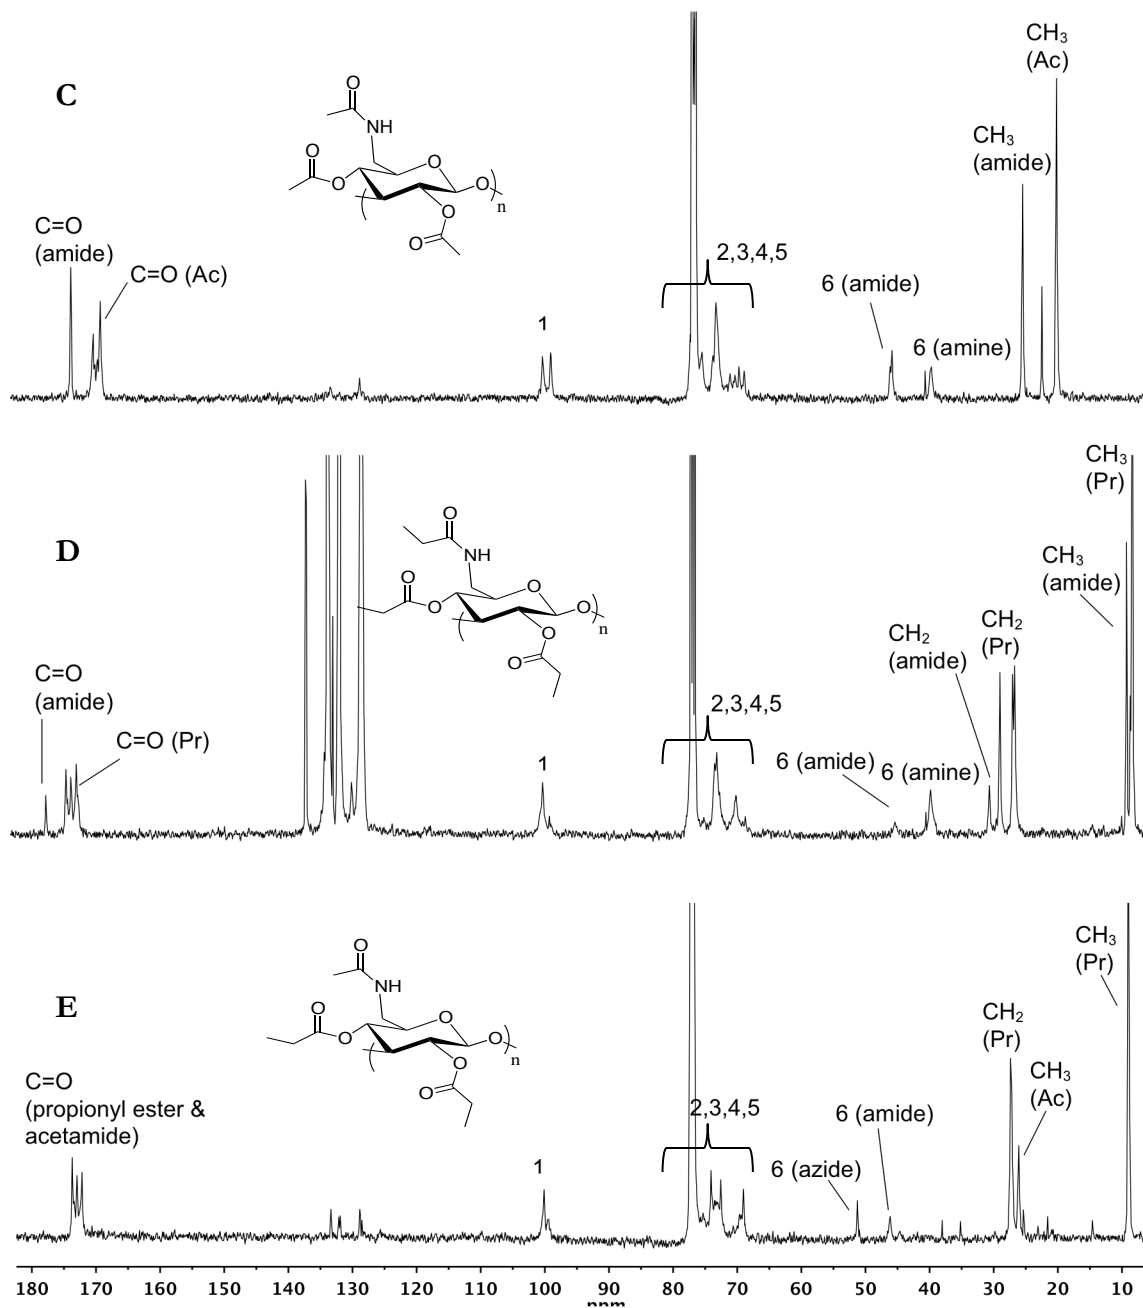 C
CH3
(Ac)
CH3
(amide)
C=O
(amide)
C=O (Ac)
O
NH
O
O
O
O
O
O
n
1
2,3,4,5
6 (amide)
6 (amine)
D
CH3
(Pr)
CH3
(amide)
CH2
(amide)
CH2
(Pr)
C=O
(amide)
C=O (Pr)
O
NH
O
O
O
O
O
O
n
1
2,3,4,5
6 (amide)
6 (amine)
E
CH3
(Pr)
CH2
(Pr)
CH3
(Ac)
C=O
(propionyl ester &
acetamide)
O
NH
O
O
O
O
O
O
n
1
2,3,4,5
6 (azide)
6 (amide)
180 170 160 150 140 130 120 110 100 90 80 70 60 50 40 30 20 10
ppm